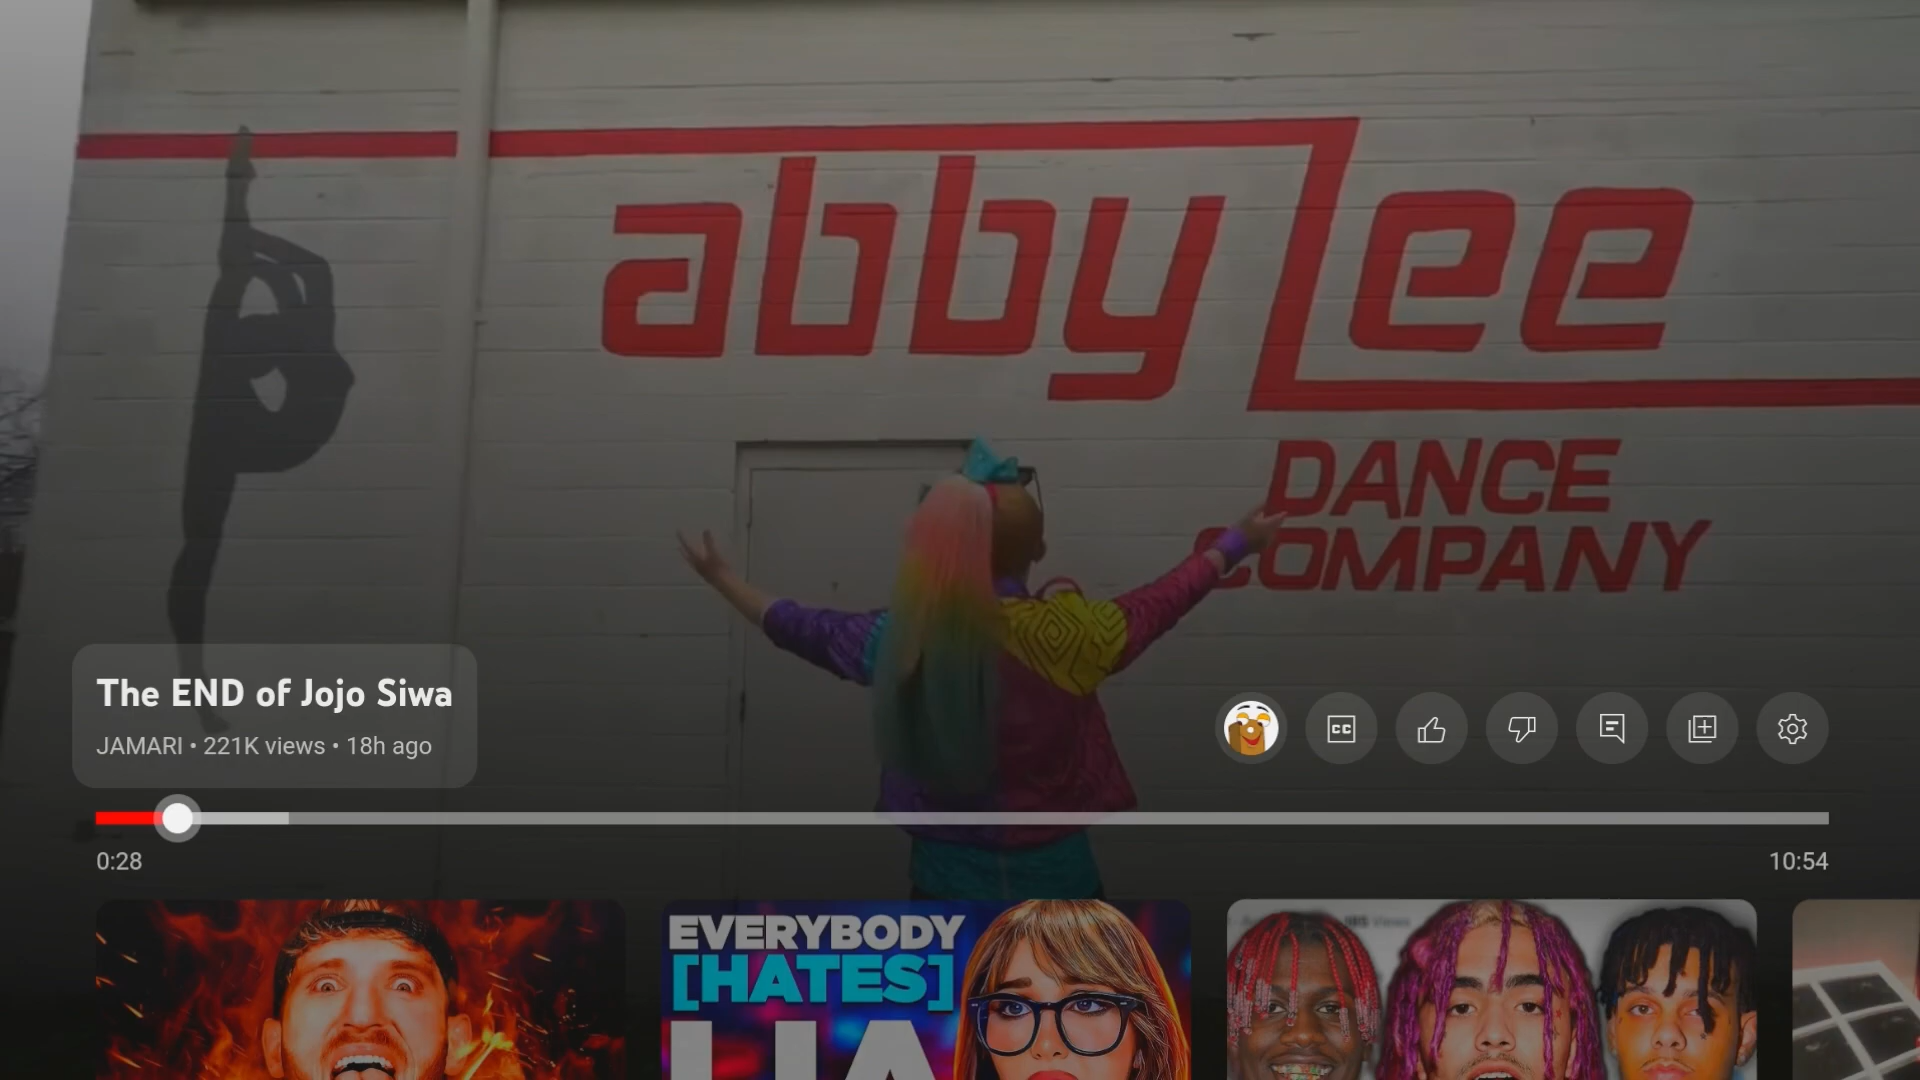 abby Lee
DANCE
COMPANY
The END of Jojo Siwa
JAMARI • 221K views • 18h ago
CC
0:28
10:54
EVERYBODY
[HATES]
Views